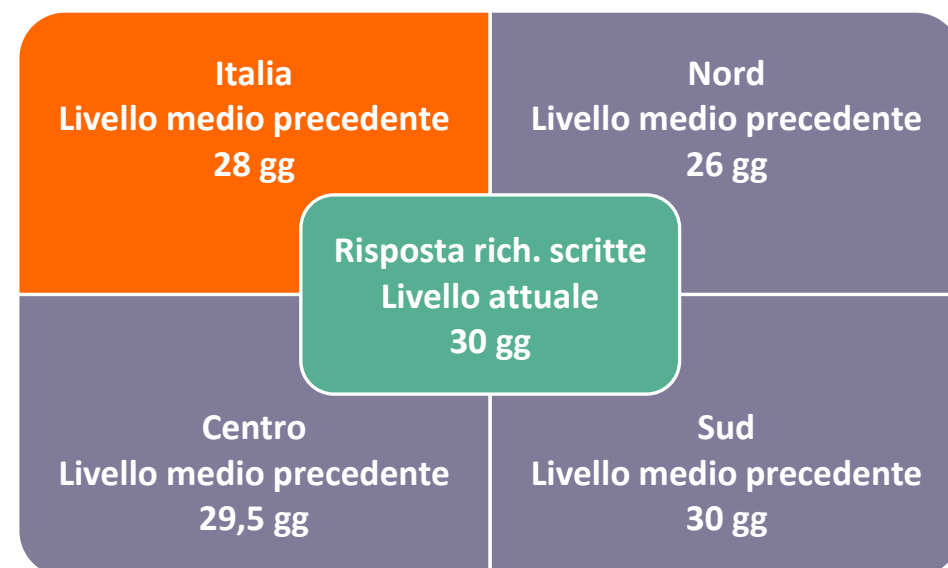 Italia
Livello medio precedente
28 gg
Nord
Livello medio precedente
26 gg
Risposta rich. scritte
Livello attuale
30 gg
Centro
Livello medio precedente
29,5 gg
Sud
Livello medio precedente
30 gg